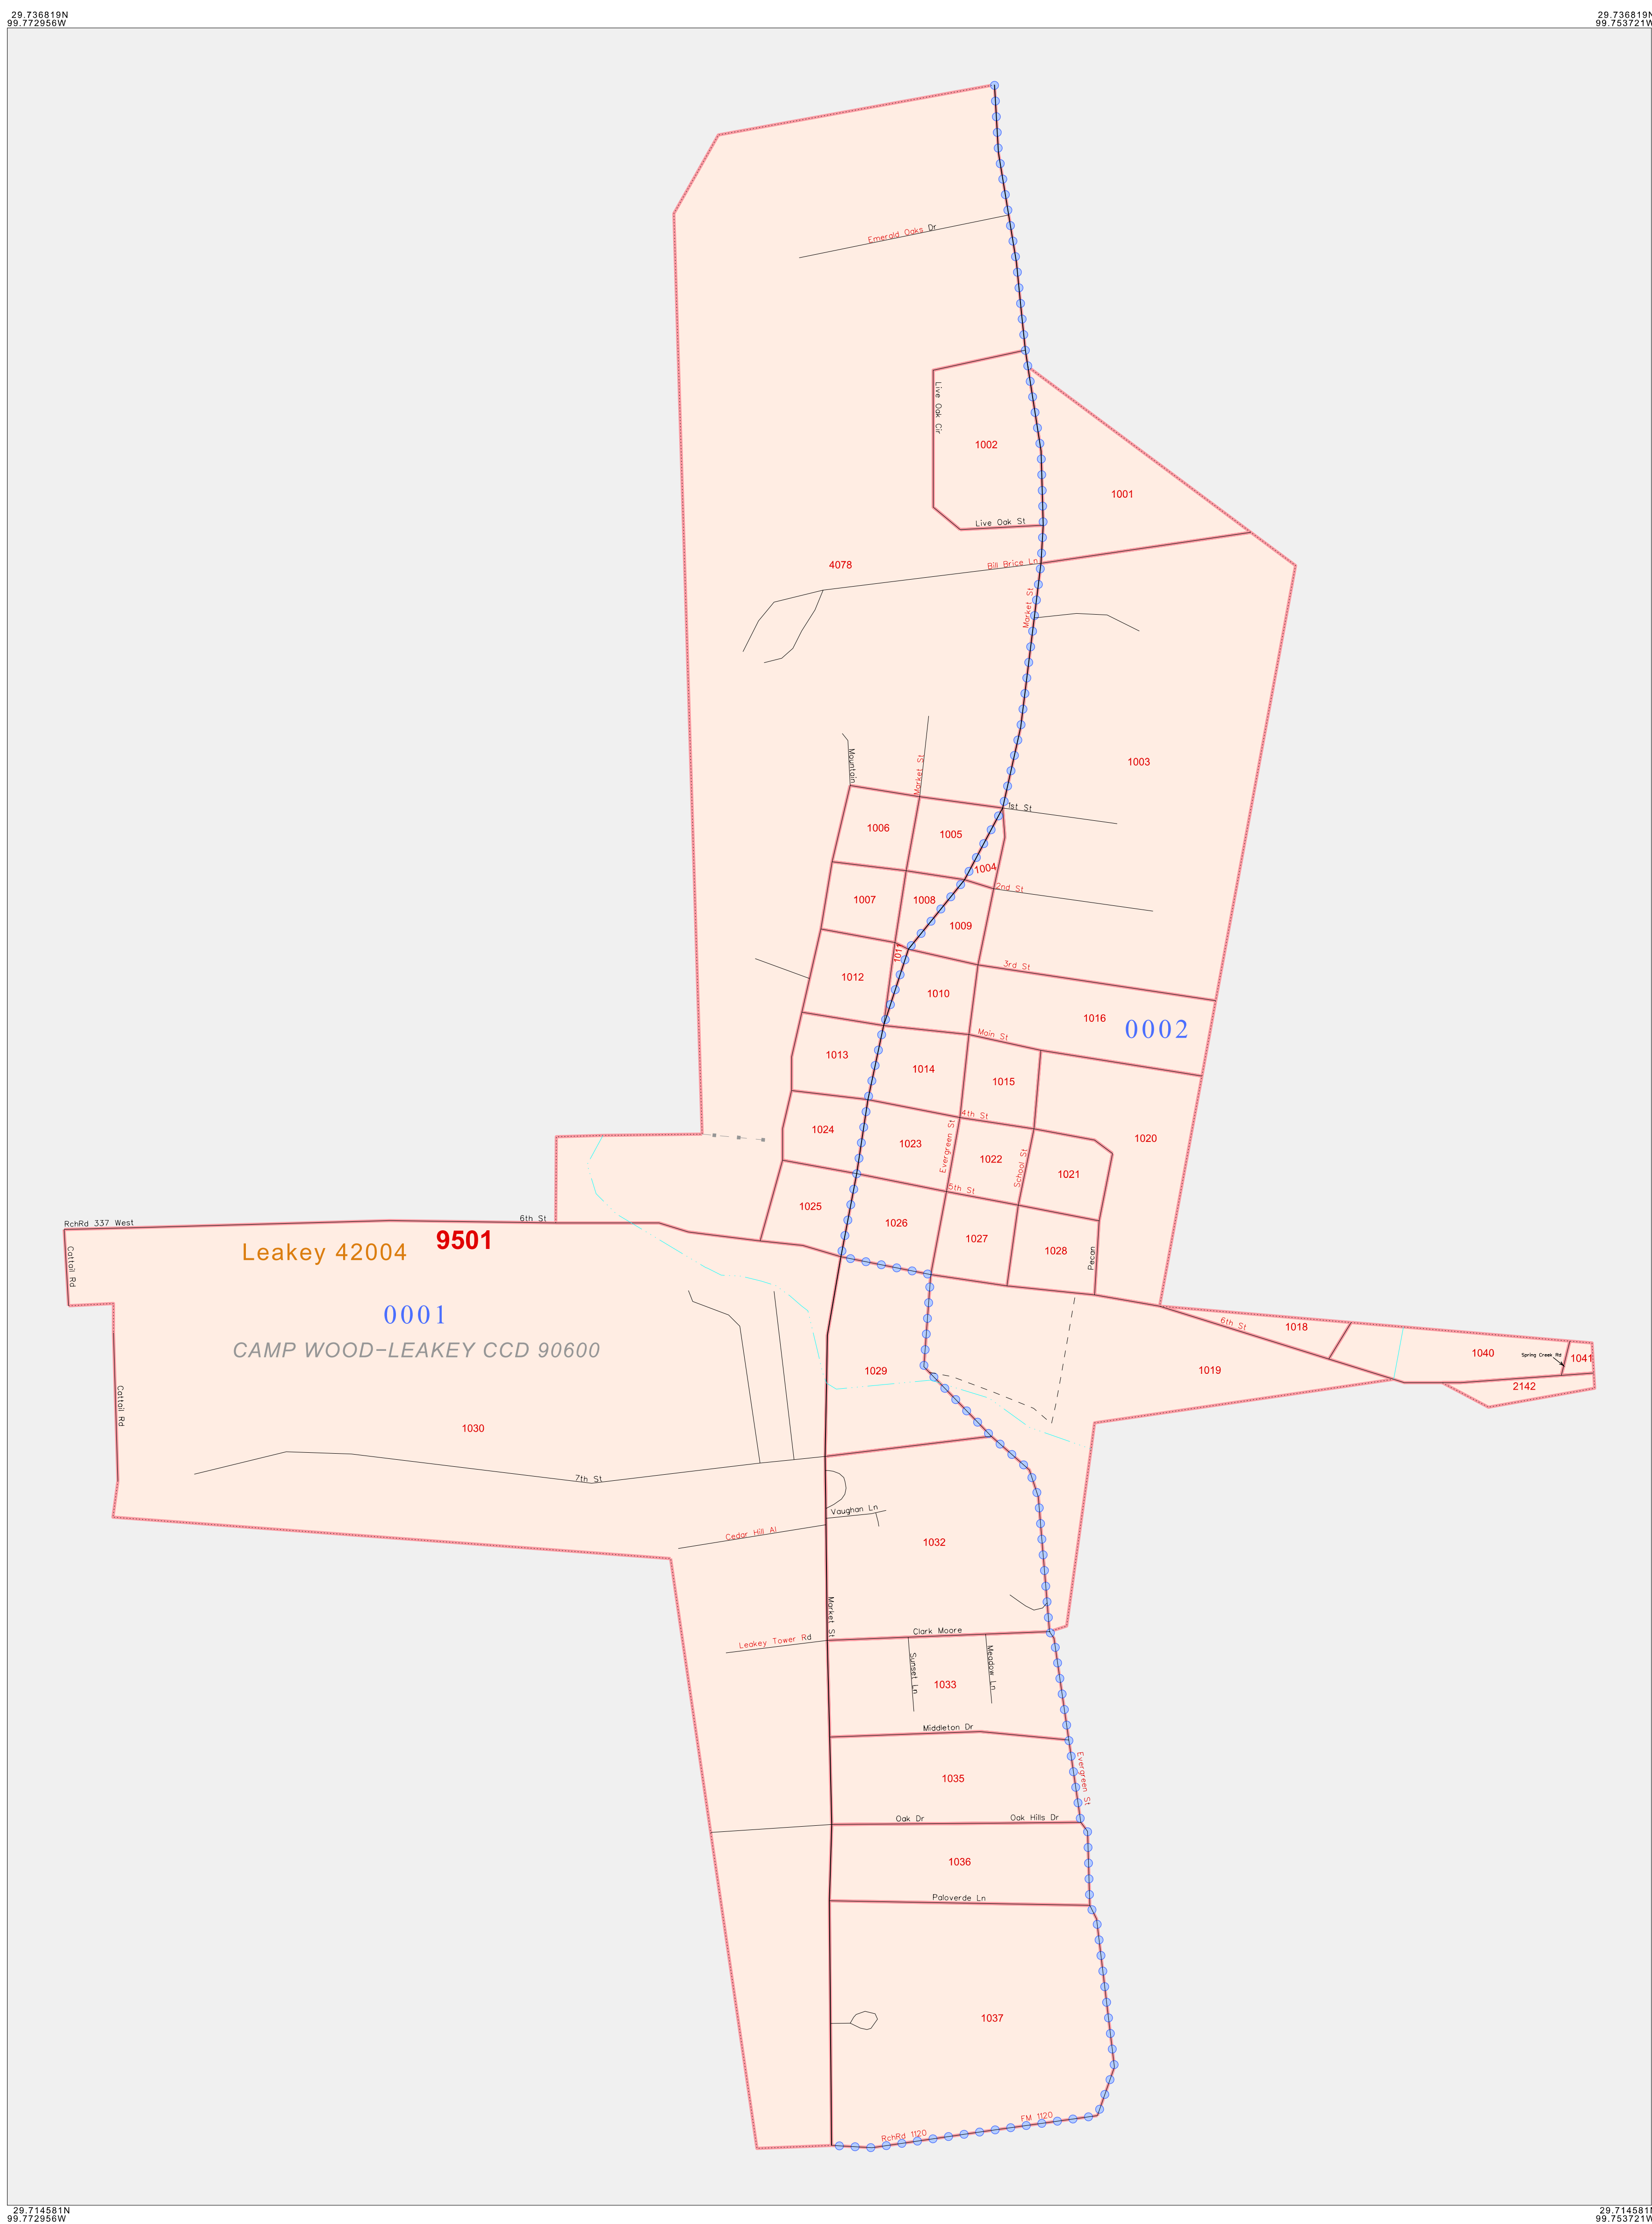 29.736819N
99.772956W
29.736819N
99.753721W
Emerald Oaks Dr
Live Oak Cir
1002
1001
Live Oak St
4078
Bill Brice Ln
Market St
1003
Mountain
Market St
1st St
1006
1005
1004
2nd St
1007
1008
1009
1011
3rd St
1012
1010
1016
0002
Main St
1013
1014
1015
4th St
1024
1023
1020
Evergreen St
1022
School St
1021
5th St
1025
1026
1027
1028
Pecan
RchRd 337 West
6th St
9501
Leakey 42004
Cattail Rd
0001
CAMP WOOD-LEAKEY CCD 90600
6th St
1018
1040
Spring Creek Rd
1041
1019
2142
1029
Cattail Rd
1030
7th St
Vaughan Ln
Cedar Hill Al
1032
Market St
Clark Moore
Leakey Tower Rd
Sunset Ln
Meadow Ln
1033
Middleton Dr
Evergreen St
1035
Oak Dr
Oak Hills Dr
1036
Paloverde Ln
1037
FM 1120
RchRd 1120
29.714581N
99.772956W
29.714581N
99.753721W